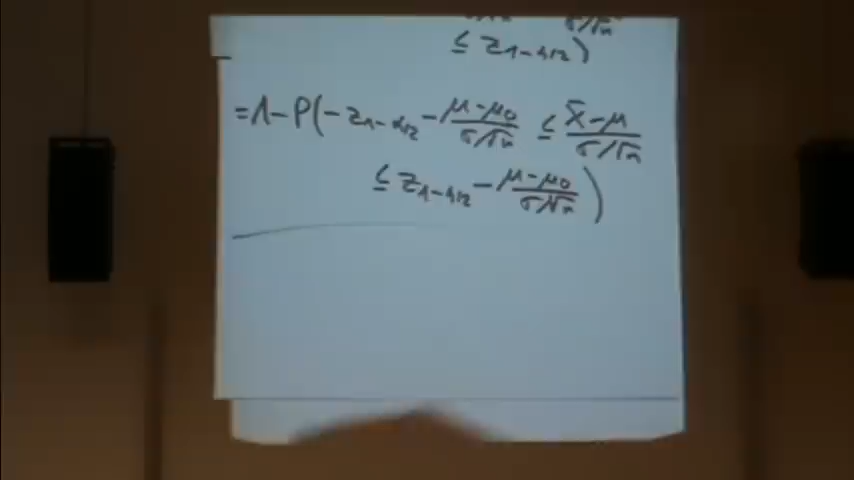 σ/√n
≤ z₁₋α/₂)
= 1 - P(-z₁₋α/₂ - (μ-μ₀)/(σ/√n) ≤ (x̄-μ)/(σ/√n)
≤ z₁₋α/₂ - (μ-μ₀)/(σ/√n))